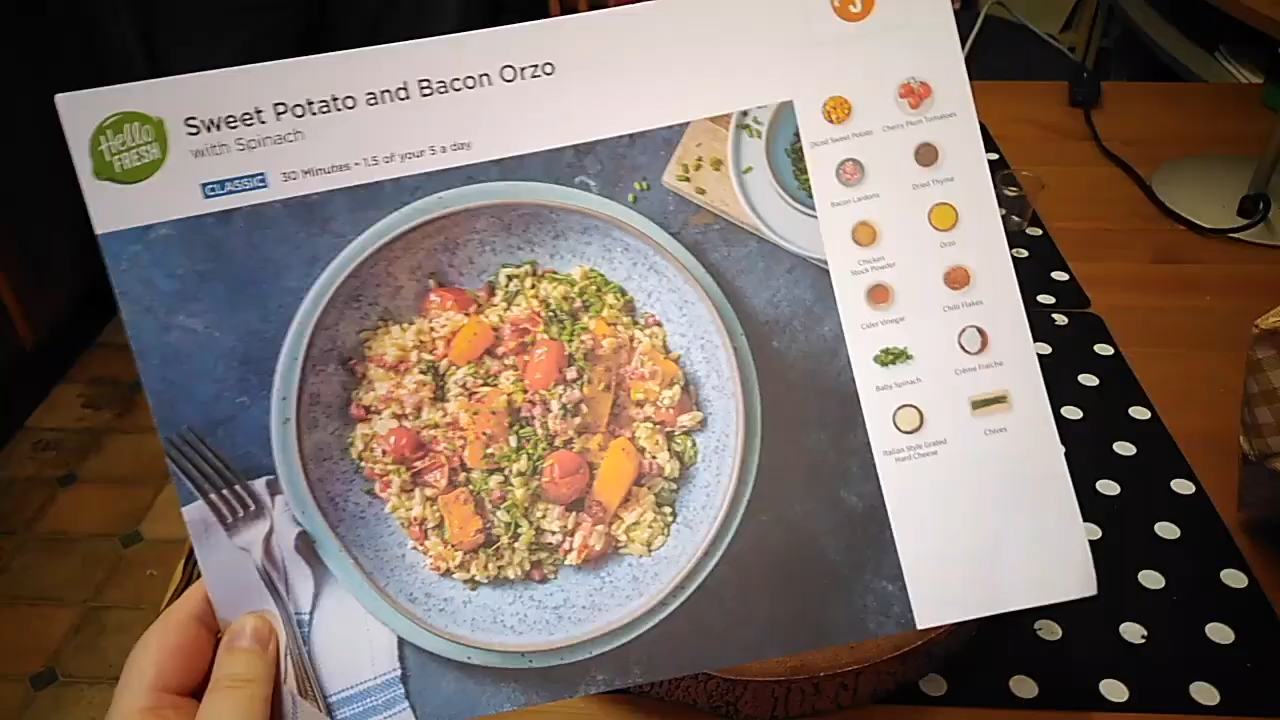 Hello
FRESH
Sweet Potato and Bacon Orzo
with Spinach
CLASSIC 30 Minutes • 1.5 of your 5 a day
Diced Sweet Potato
Cherry Plum Tomatoes
Bacon Lardons
Dried Thyme
Chicken
Stock Powder
Orzo
Cider Vinegar
Chilli Flakes
Baby Spinach
Crème Fraîche
Italian Style Grated
Hard Cheese
Chives